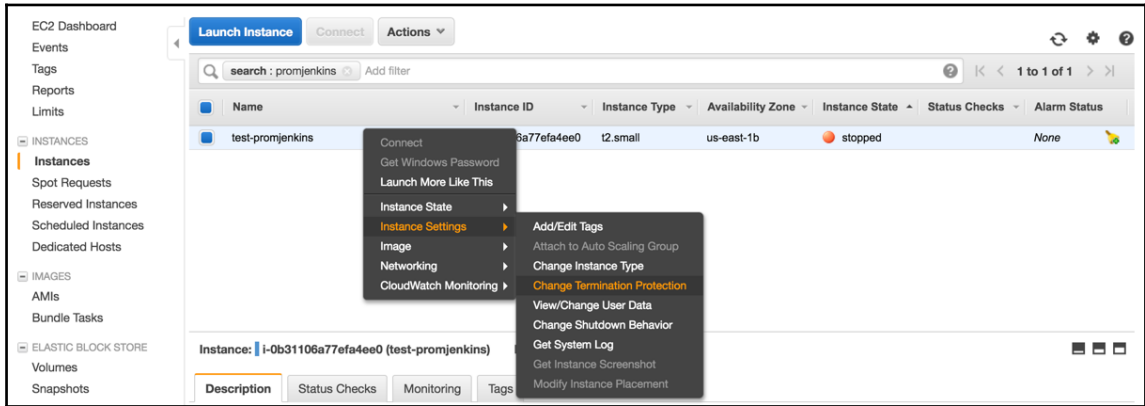 EC2 Dashboard
Events
Tags
Reports
Limits
INSTANCES
Instances
Spot Requests
Reserved Instances
Scheduled Instances
Dedicated Hosts
IMAGES
AMIs
Bundle Tasks
ELASTIC BLOCK STORE
Volumes
Snapshots
Launch Instance Connect Actions
search : promjenkins Add filter 1 to 1 of 1
Name Instance ID Instance Type Availability Zone Instance State Status Checks Alarm Status
test-promjenkins 6a77efa4ee0 t2.small us-east-1b stopped None
Connect
Get Windows Password
Launch More Like This
Instance State
Instance Settings
Image
Networking
CloudWatch Monitoring
Add/Edit Tags
Attach to Auto Scaling Group
Change Instance Type
Change Termination Protection
View/Change User Data
Change Shutdown Behavior
Get System Log
Get Instance Screenshot
Modify Instance Placement
Instance: i-0b31106a77efa4ee0 (test-promjenkins)
Description Status Checks Monitoring Tags